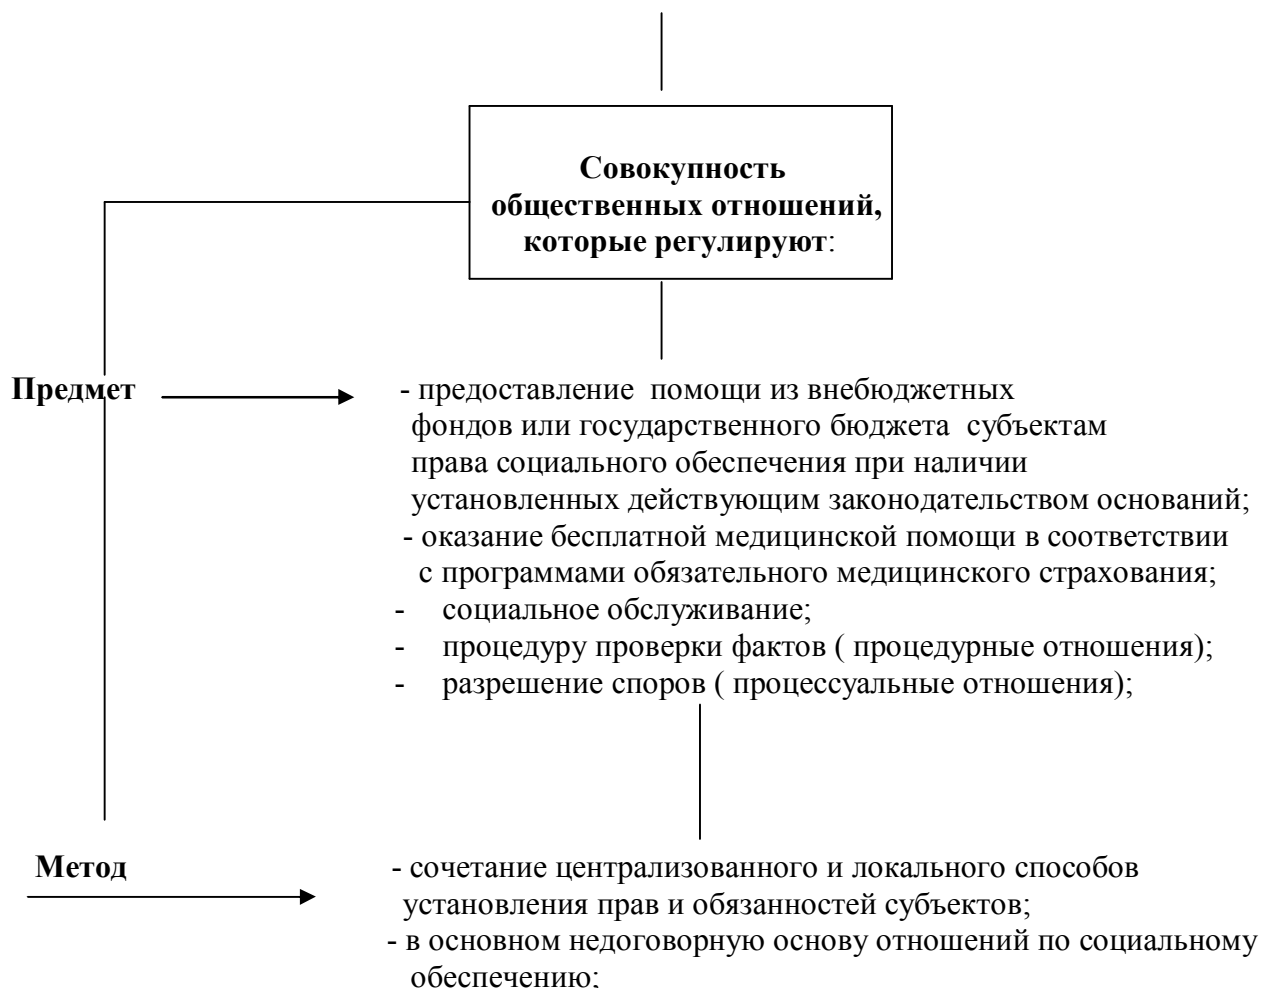 Совокупность
общественных отношений,
которые регулируют:
Предмет
- предоставление помощи из внебюджетных
фондов или государственного бюджета субъектам
права социального обеспечения при наличии
установленных действующим законодательством оснований;
- оказание бесплатной медицинской помощи в соответствии
с программами обязательного медицинского страхования;
- социальное обслуживание;
- процедуру проверки фактов ( процедурные отношения);
- разрешение споров ( процессуальные отношения);
Метод
- сочетание централизованного и локального способов
установления прав и обязанностей субъектов;
- в основном недоговорную основу отношений по социальному
обеспечению;